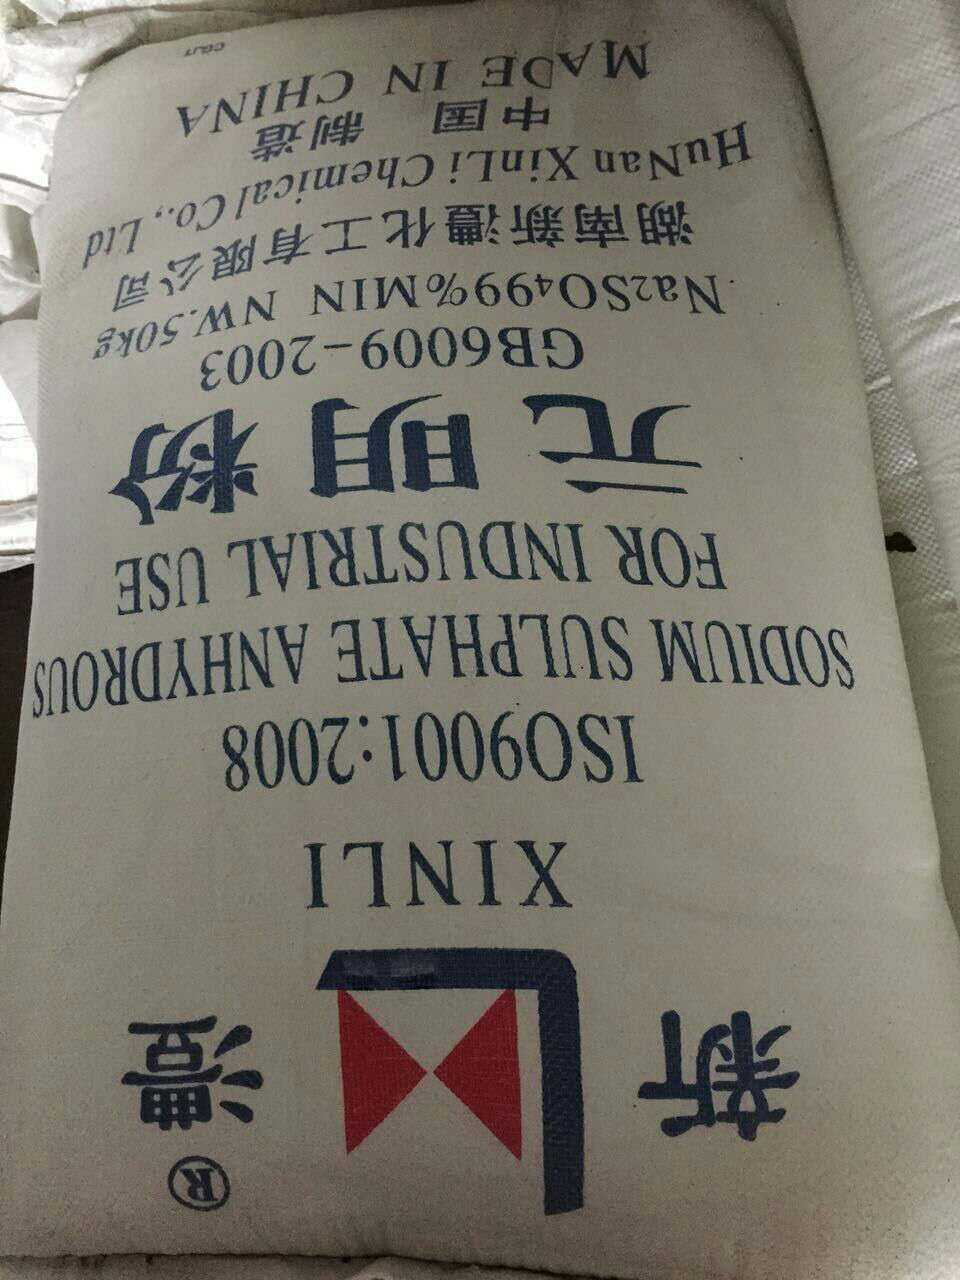 新 澧 ®
XINLI
ISO9001:2008
SODIUM SULPHATE ANHYDROUS
FOR INDUSTRIAL USE
元明粉
GB6009-2003
Na2SO499%MIN NW.50kg
湖南新澧化工有限公司
HuNan XinLi Chemical Co., Ltd
中国 制造
MADE IN CHINA